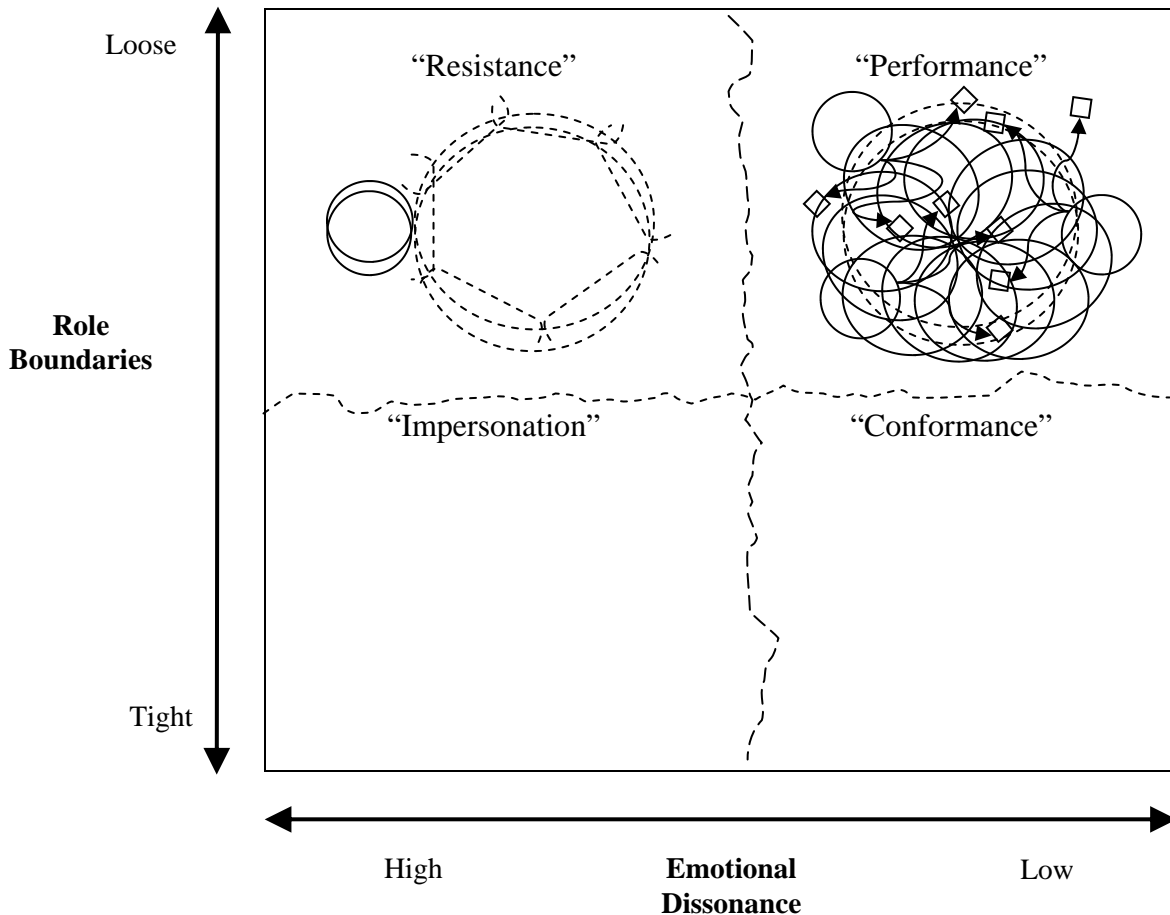 Loose
“Resistance”
“Performance”
Role
Boundaries
“Impersonation”
“Conformance”
Tight
High
Emotional
Dissonance
Low